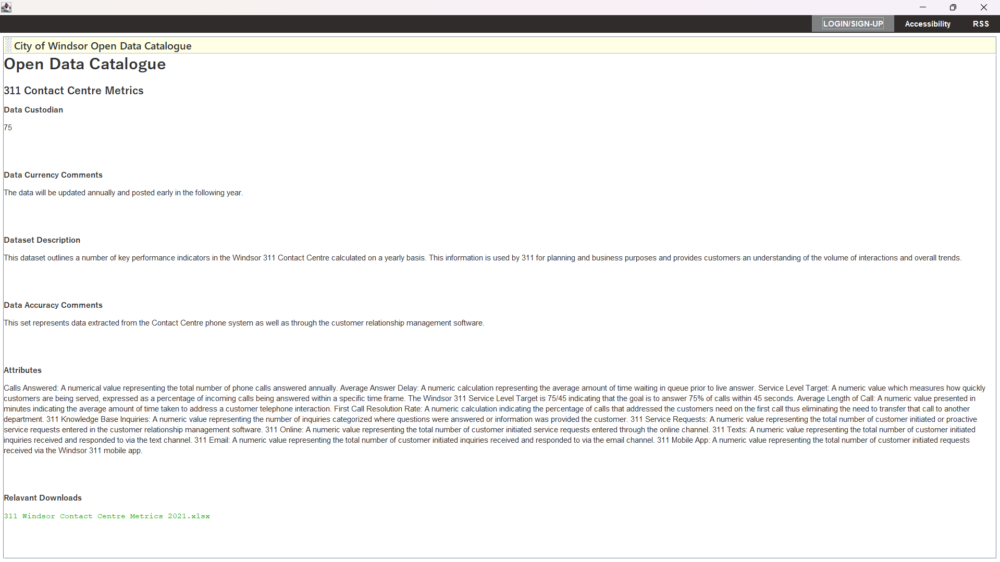 LOGIN/SIGN-UP Accessibility RSS
City of Windsor Open Data Catalogue
Open Data Catalogue
311 Contact Centre Metrics
Data Custodian
75
Data Currency Comments
The data will be updated annually and posted early in the following year.
Dataset Description
This dataset outlines a number of key performance indicators in the Windsor 311 Contact Centre calculated on a yearly basis. This information is used by 311 for planning and business purposes and provides customers an understanding of the volume of interactions and overall trends.
Data Accuracy Comments
This set represents data extracted from the Contact Centre phone system as well as through the customer relationship management software.
Attributes
Calls Answered: A numerical value representing the total number of phone calls answered annually. Average Answer Delay: A numeric calculation representing the average amount of time waiting in queue prior to live answer. Service Level Target: A numeric value which measures how quickly
customers are being served, expressed as a percentage of incoming calls being answered within a specific time frame. The Windsor 311 Service Level Target is 75/45 indicating that the goal is to answer 75% of calls within 45 seconds. Average Length of Call: A numeric value presented in
minutes indicating the average amount of time taken to address a customer telephone interaction. First Call Resolution Rate: A numeric calculation indicating the percentage of calls that addressed the customers need on the first call thus eliminating the need to transfer that call to another
department. 311 Knowledge Base Inquiries: A numeric value representing the number of inquiries categorized where questions were answered or information was provided the customer. 311 Service Requests: A numeric value representing the total number of customer initiated or proactive
service requests entered in the customer relationship management software. 311 Online: A numeric value representing the total number of customer initiated service requests entered through the online channel. 311 Texts: A numeric value representing the total number of customer initiated
inquiries received and responded to via the text channel. 311 Email: A numeric value representing the total number of customer initiated inquiries received and responded to via the email channel. 311 Mobile App: A numeric value representing the total number of customer initiated requests
received via the Windsor 311 mobile app.
Relavant Downloads
311 Windsor Contact Centre Metrics 2021.xlsx